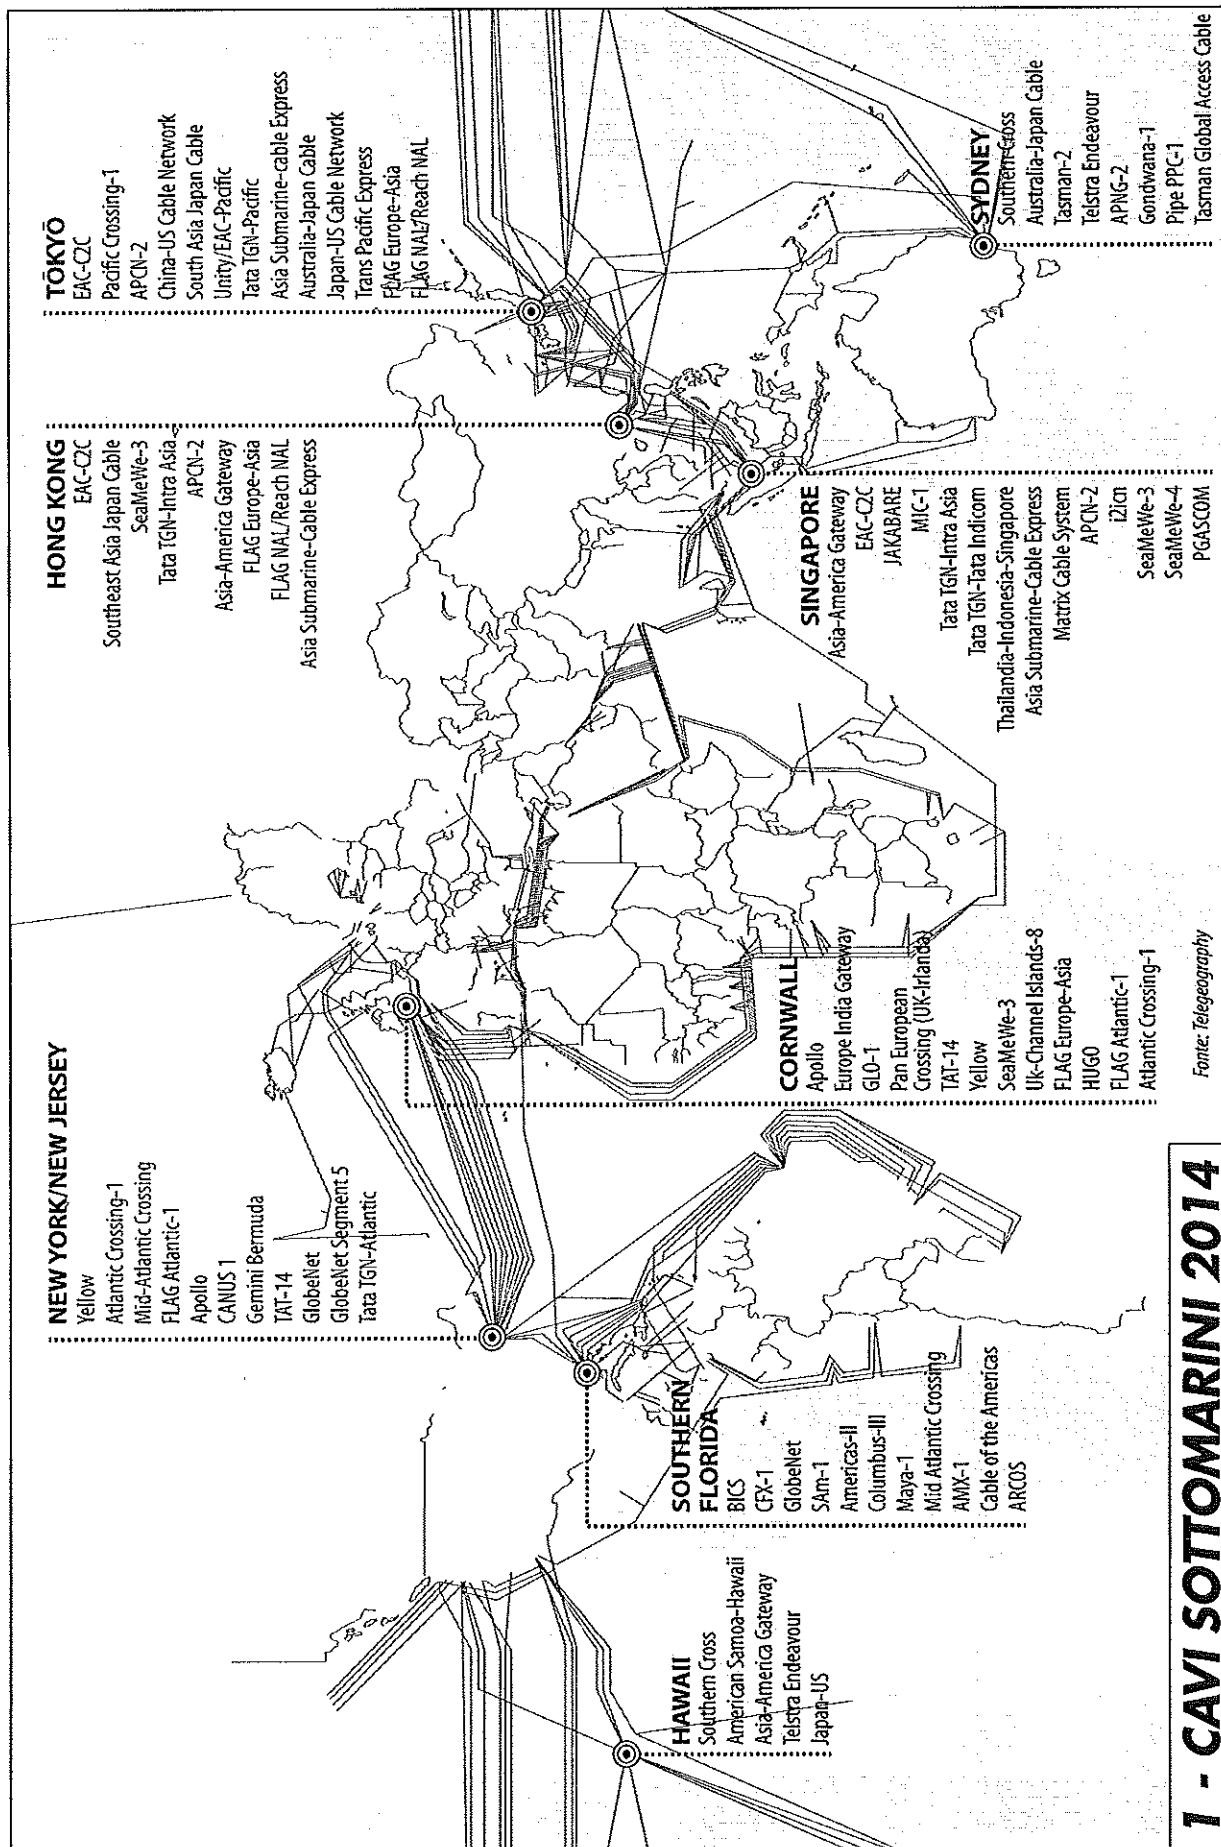 NEW YORK/NEW JERSEY
Yellow
Atlantic Crossing-1
Mid-Atlantic Crossing
FLAG Atlantic-1
Apollo
CANUS 1
Gemini Bermuda
TAT-14
GlobeNet
GlobeNet Segment 5
Tata TGN-Atlantic
HONG KONG
EAC-C2C
Southeast Asia Japan Cable
SeaMeWe-3
Tata TGN-Intra Asia
APCN-2
Asia-America Gateway
FLAG Europe-Asia
FLAG NAL/Reach NAL
Asia Submarine-Cable Express
TŌKYŌ
EAC-C2C
Pacific Crossing-1
APCN-2
China-US Cable Network
South Asia Japan Cable
Unity/EAC-Pacific
Tata TGN-Pacific
Asia Submarine-cable Express
Australia-Japan Cable
Japan-US Cable Network
Trans Pacific Express
FLAG Europe-Asia
FLAG NAL/Reach NAL
HAWAII
Southern Cross
American Samoa-Hawaii
Asia-America Gateway
Telstra Endeavour
Japan-US
SOUTHERN
FLORIDA
BICS
CFX-1
GlobeNet
SAm-1
Americas-II
Columbus-III
Maya-1
Mid Atlantic Crossing
AMX-1
Cable of the Americas
ARCOS
CORNWALL
Apollo
Europe India Gateway
GLO-1
Pan European
Crossing (UK-Irlanda)
TAT-14
Yellow
SeaMeWe-3
Uk-Channel Islands-8
FLAG Europe-Asia
HUGO
FLAG Atlantic-1
Atlantic Crossing-1
SINGAPORE
Asia-America Gateway
EAC-C2C
JAKABARE
MIC-1
Tata TGN-Intra Asia
Tata TGN-Tata Indicom
Thailandia-Indonesia-Singapore
Asia Submarine-Cable Express
Matrix Cable System
APCN-2
i2icn
SeaMeWe-3
SeaMeWe-4
PGASCOM
SYDNEY
Southern Cross
Australia-Japan Cable
Tasman-2
Telstra Endeavour
APNG-2
Gondwana-1
Pipe PPC-1
Tasman Global Access Cable
Fonte: Telegeography
1 - CAVI SOTTOMARINI 2014